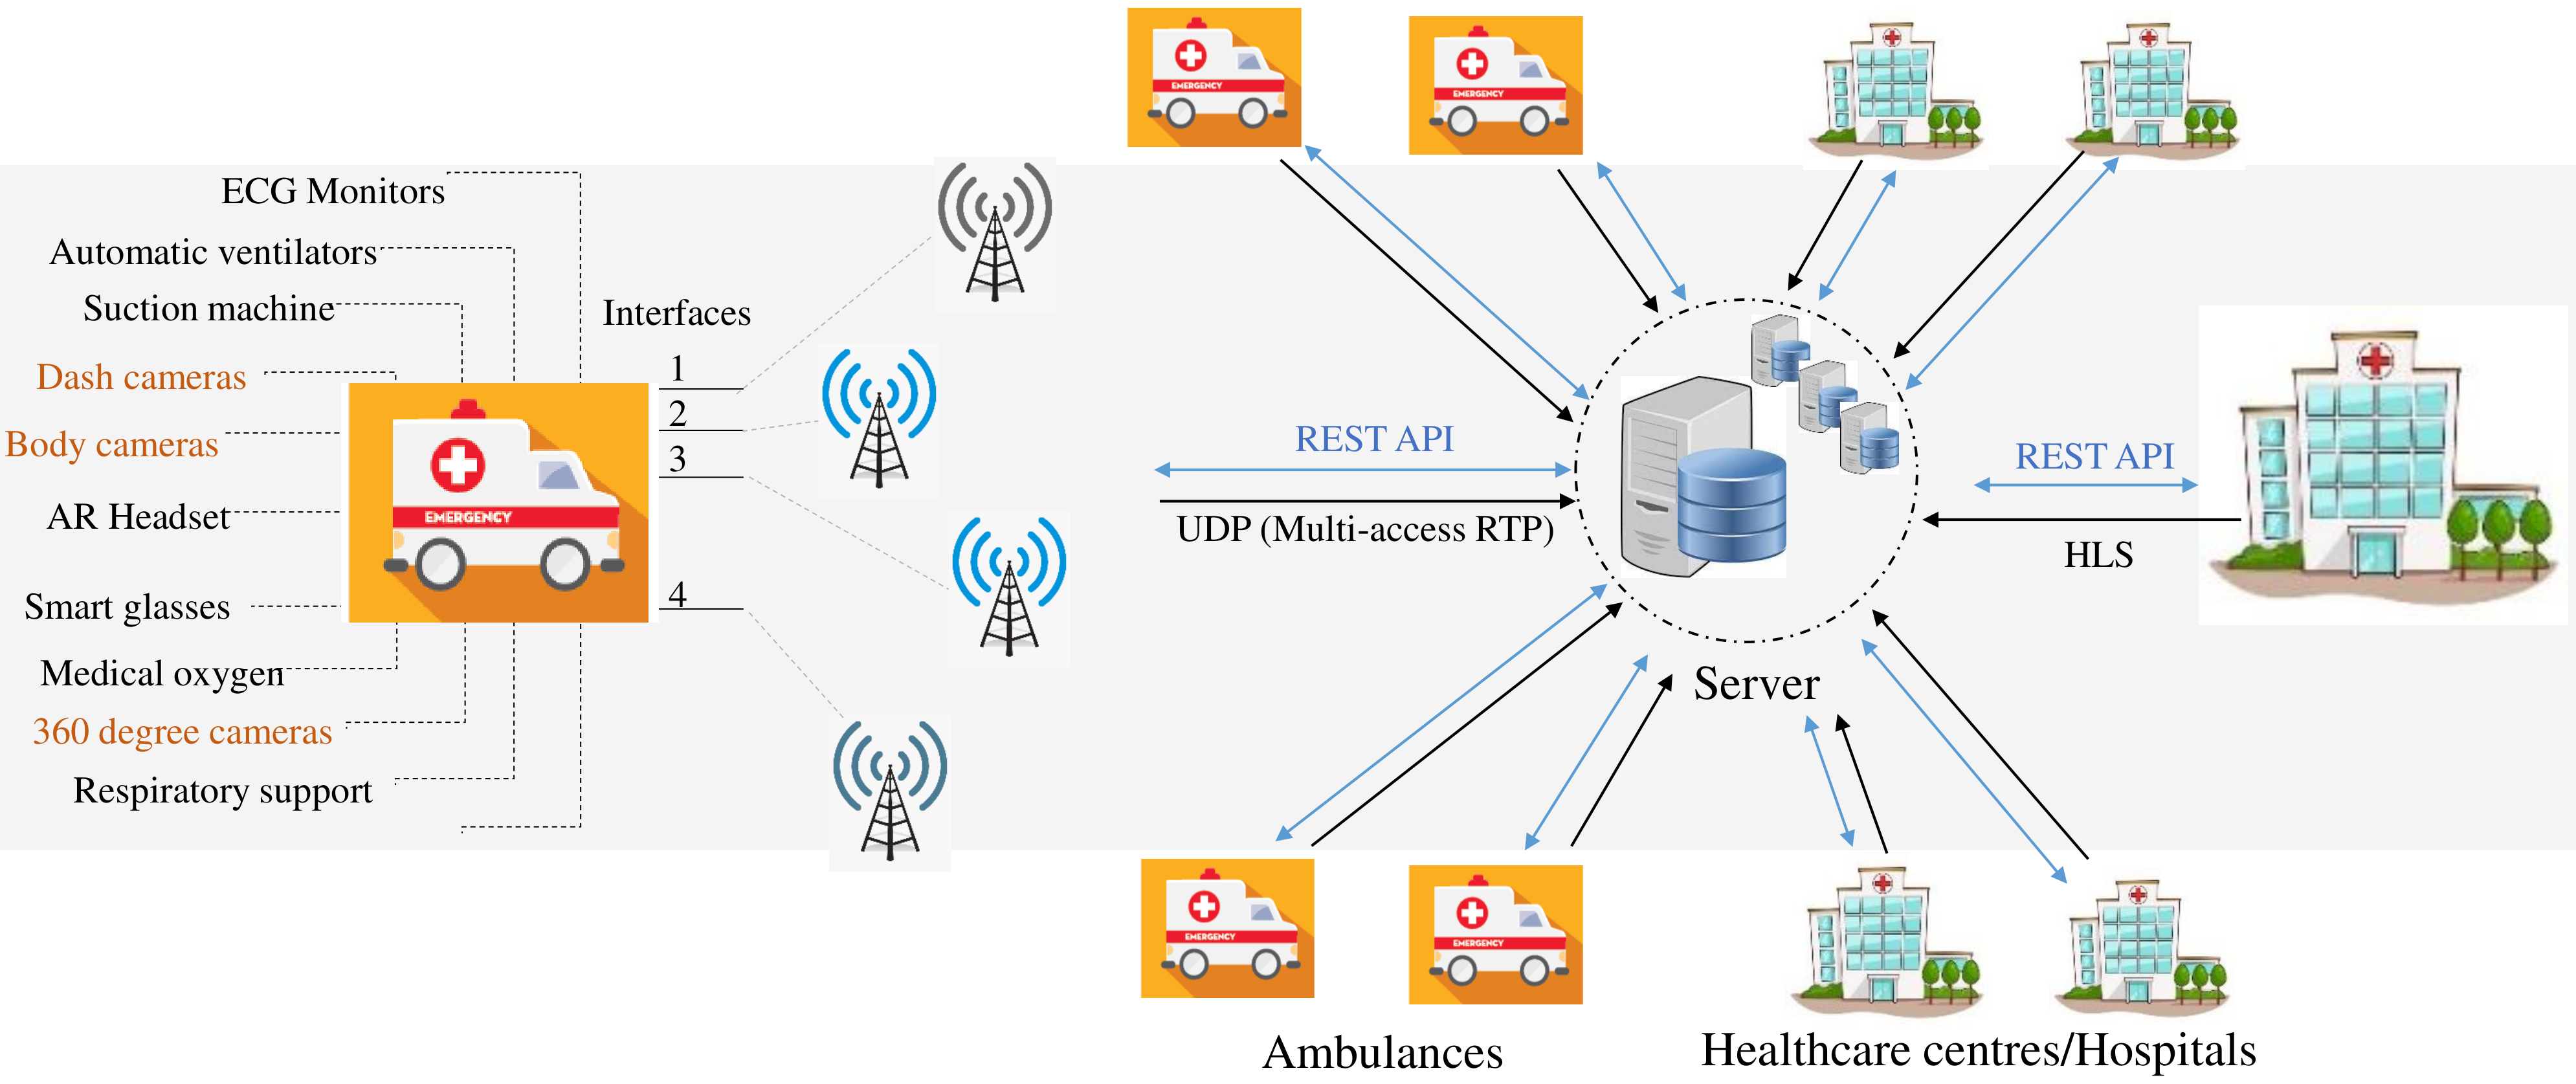 EMERGENCY
EMERGENCY
ECG Monitors
Automatic ventilators
Suction machine
Dash cameras
Body cameras
AR Headset
Smart glasses
Medical oxygen
360 degree cameras
Respiratory support
EMERGENCY
Interfaces
1
2
3
4
REST API
UDP (Multi-access RTP)
Server
REST API
HLS
EMERGENCY
EMERGENCY
Ambulances
Healthcare centres/Hospitals